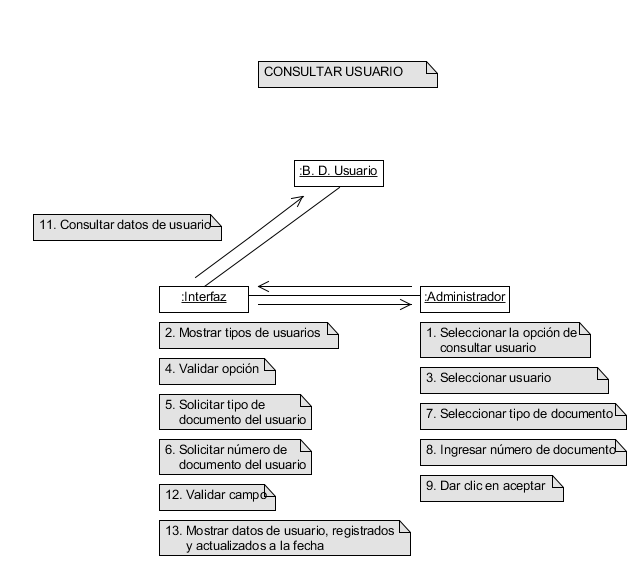 CONSULTAR USUARIO
:B. D. Usuario
11. Consultar datos de usuario
:Interfaz
:Administrador
2. Mostrar tipos de usuarios
4. Validar opción
5. Solicitar tipo de
documento del usuario
6. Solicitar número de
documento del usuario
12. Validar campo
13. Mostrar datos de usuario, registrados
y actualizados a la fecha
1. Seleccionar la opción de
consultar usuario
3. Seleccionar usuario
7. Seleccionar tipo de documento
8. Ingresar número de documento
9. Dar clic en aceptar